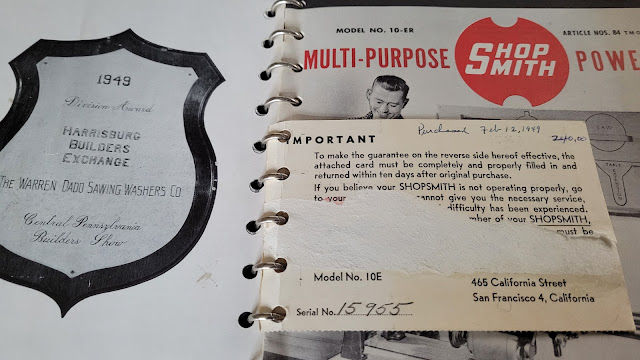 1949
Division Award
HARRISBURG
BUILDERS
EXCHANGE
THE WARREN DADO SAWING WASHERS CO
Central Pennsylvania
Builders Show
MODEL NO. 10-ER
ARTICLE NOS. 84
MULTI-PURPOSE SHOP SMITH POWE
SAW
TABLE
Purchased Feb 12, 1949
240.00
IMPORTANT
To make the guarantee on the reverse side hereof effective, the
attached card must be completely and properly filled in and
returned within ten days after original purchase.
If you believe your SHOPSMITH is not operating properly, go
to your cannot give you the necessary service,
difficulty has been experienced.
mber of your SHOPSMITH,
must be
Model No. 10E
465 California Street
San Francisco 4, California
Serial No. 15955